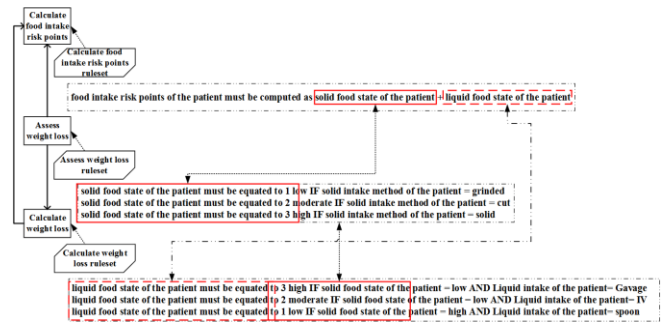 Calculate
food intake
risk points
Calculate food
intake risk points
ruleset
food intake risk points of the patient must be computed as solid food state of the patient + liquid food state of the patient
Assess
weight loss
Assess weight loss
ruleset
solid food state of the patient must be equated to 1 low IF solid intake method of the patient = grinded
solid food state of the patient must be equated to 2 moderate IF solid intake method of the patient = cut
solid food state of the patient must be equated to 3 high IF solid intake method of the patient = solid
Calculate
weight loss
Calculate weight
loss ruleset
liquid food state of the patient must be equated to 3 high IF solid food state of the patient = low AND Liquid intake of the patient= Gavage
liquid food state of the patient must be equated to 2 moderate IF solid food state of the patient = low AND Liquid intake of the patient= IV
liquid food state of the patient must be equated to 1 low IF solid food state of the patient = high AND Liquid intake of the patient= spoon